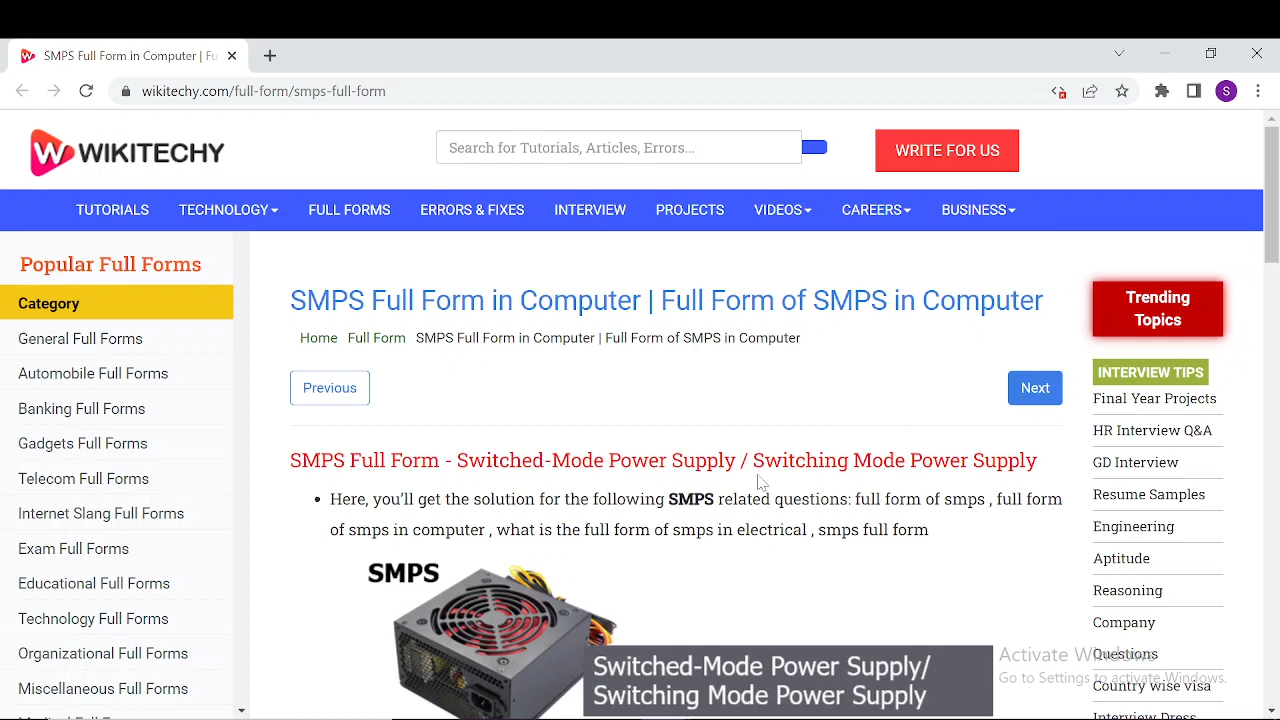 SMPS Full Form in Computer | Fu
wikitechy.com/full-form/smps-full-form
S
W WIKITECHY
Search for Tutorials, Articles, Errors...
WRITE FOR US
TUTORIALS TECHNOLOGY FULL FORMS ERRORS & FIXES INTERVIEW PROJECTS VIDEOS CAREERS BUSINESS
Popular Full Forms
Category
General Full Forms
Automobile Full Forms
Banking Full Forms
Gadgets Full Forms
Telecom Full Forms
Internet Slang Full Forms
Exam Full Forms
Educational Full Forms
Technology Full Forms
Organizational Full Forms
Miscellaneous Full Forms
SMPS Full Form in Computer | Full Form of SMPS in Computer
Home Full Form SMPS Full Form in Computer | Full Form of SMPS in Computer
Previous
Next
SMPS Full Form - Switched-Mode Power Supply / Switching Mode Power Supply
• Here, you'll get the solution for the following SMPS related questions: full form of smps , full form
of smps in computer , what is the full form of smps in electrical , smps full form
SMPS
Switched-Mode Power Supply/
Switching Mode Power Supply
Trending
Topics
INTERVIEW TIPS
Final Year Projects
HR Interview Q&A
GD Interview
Resume Samples
Engineering
Aptitude
Reasoning
Company
Questions
Country wise visa
Interview Dress
Activate Windows
Go to Settings to activate Windows.